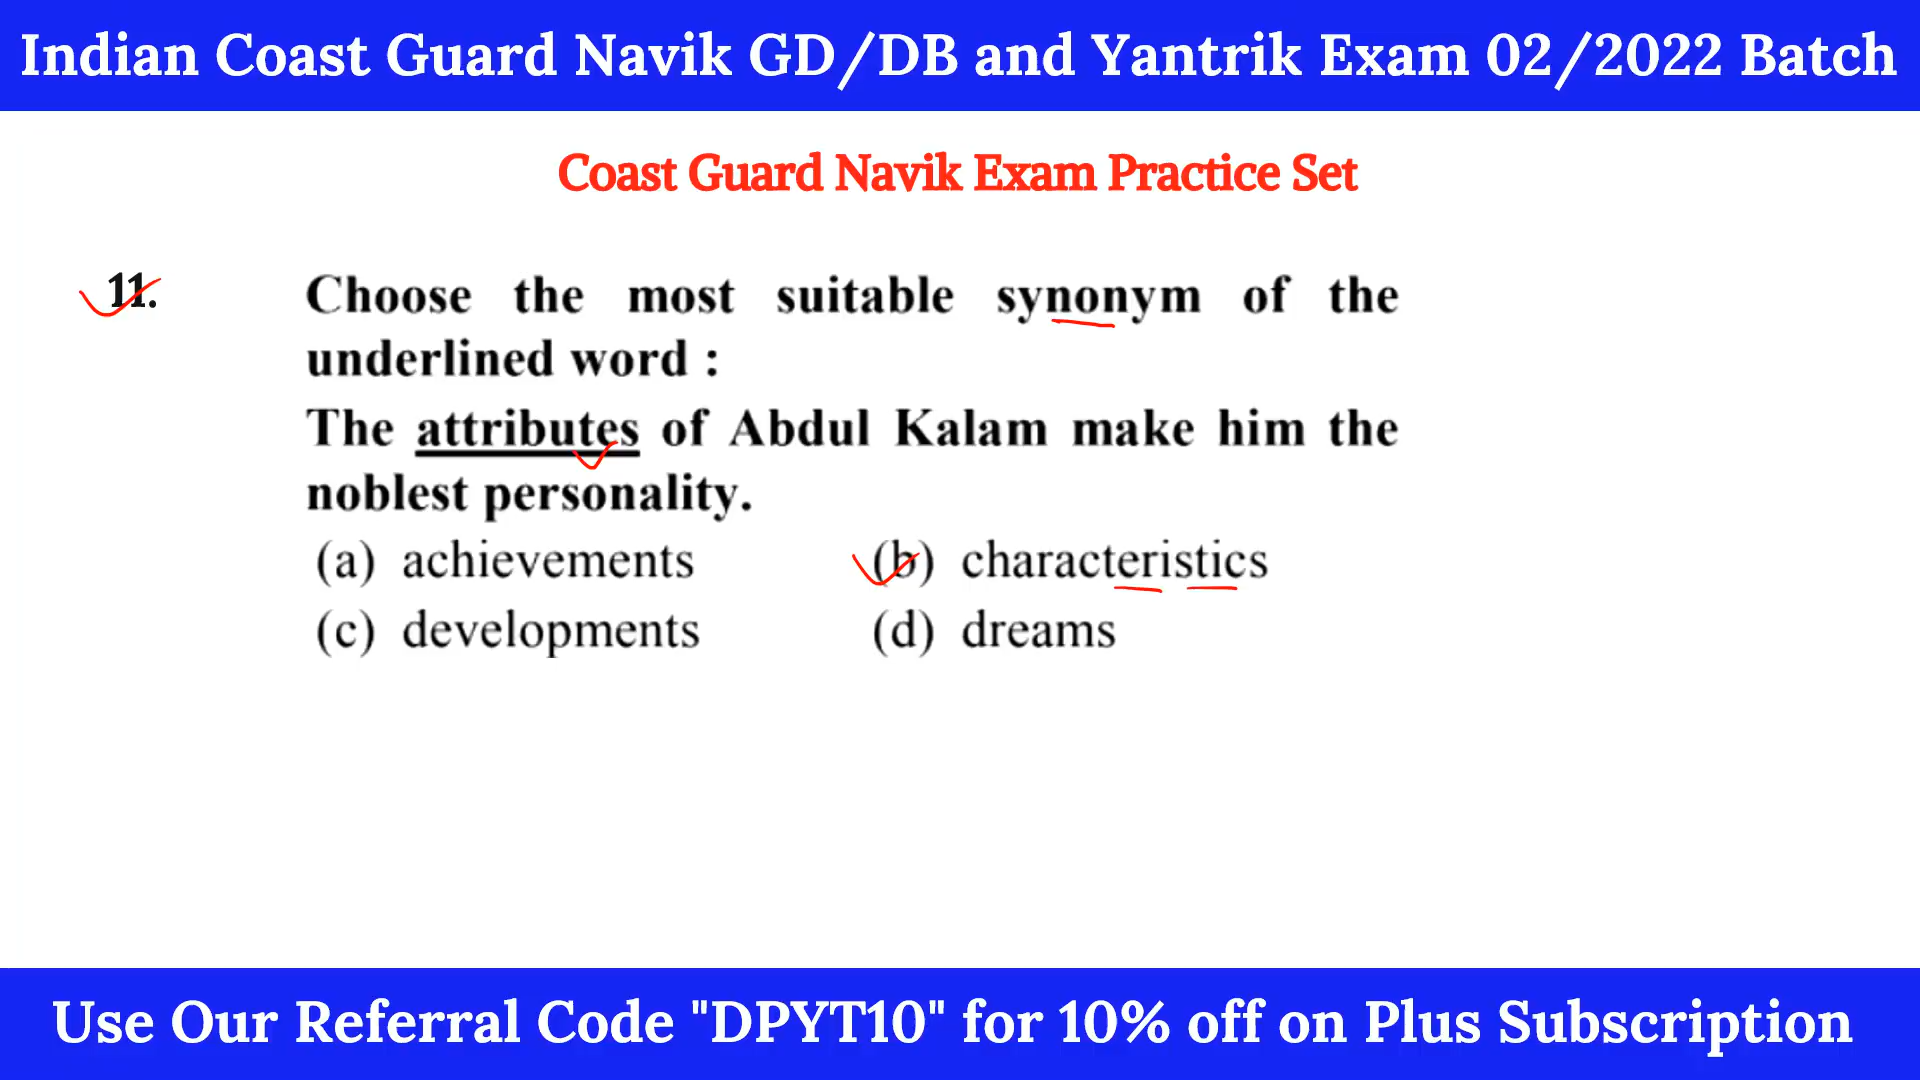 Indian Coast Guard Navik GD/DB and Yantrik Exam 02/2022 Batch
Coast Guard Navik Exam Practice Set
11. Choose the most suitable synonym of the
underlined word :
The attributes of Abdul Kalam make him the
noblest personality.
(a) achievements (b) characteristics
(c) developments (d) dreams
Use Our Referral Code "DPYT10" for 10% off on Plus Subscription